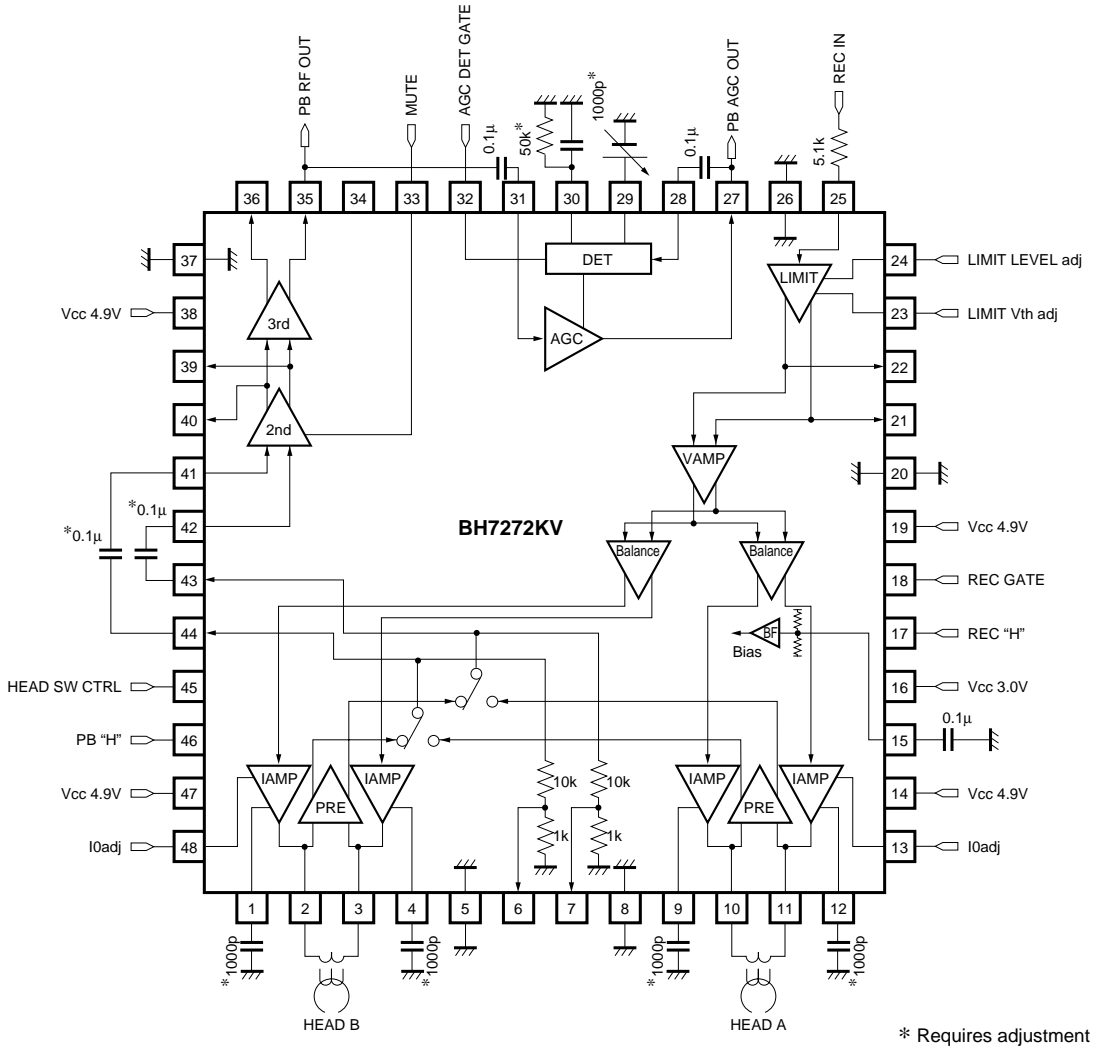 PB RF OUT
MUTE
AGC DET GATE
0.1μ
50k*
1000p*
0.1μ
PB AGC OUT
REC IN
5.1k
36
35
34
33
32
31
30
29
28
27
26
25
37
Vcc 4.9V
38
39
40
41
42
43
44
*0.1μ
*0.1μ
HEAD SW CTRL
45
PB “H”
46
Vcc 4.9V
47
I0adj
48
3rd
2nd
DET
AGC
LIMIT
VAMP
BH7272KV
Balance
Balance
BF
Bias
24
LIMIT LEVEL adj
23
LIMIT Vth adj
22
21
20
19
Vcc 4.9V
18
REC GATE
17
REC “H”
16
Vcc 3.0V
15
0.1μ
14
Vcc 4.9V
13
I0adj
IAMP
PRE
IAMP
10k
10k
1k
1k
IAMP
PRE
IAMP
1
2
3
4
5
6
7
8
9
10
11
12
*1000p
*1000p
*1000p
*1000p
HEAD B
HEAD A
* Requires adjustment